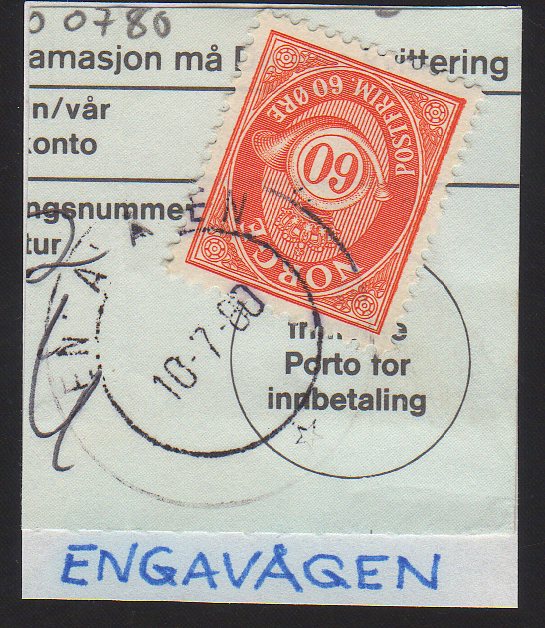 0 0780
amasjon må
ittering
n/vår
konto
ngsnummer
tur
POSTFRIM. 60 ØRE
60
NORGE
10-7-80
Porto for
innbetaling
ENGAVÅGEN